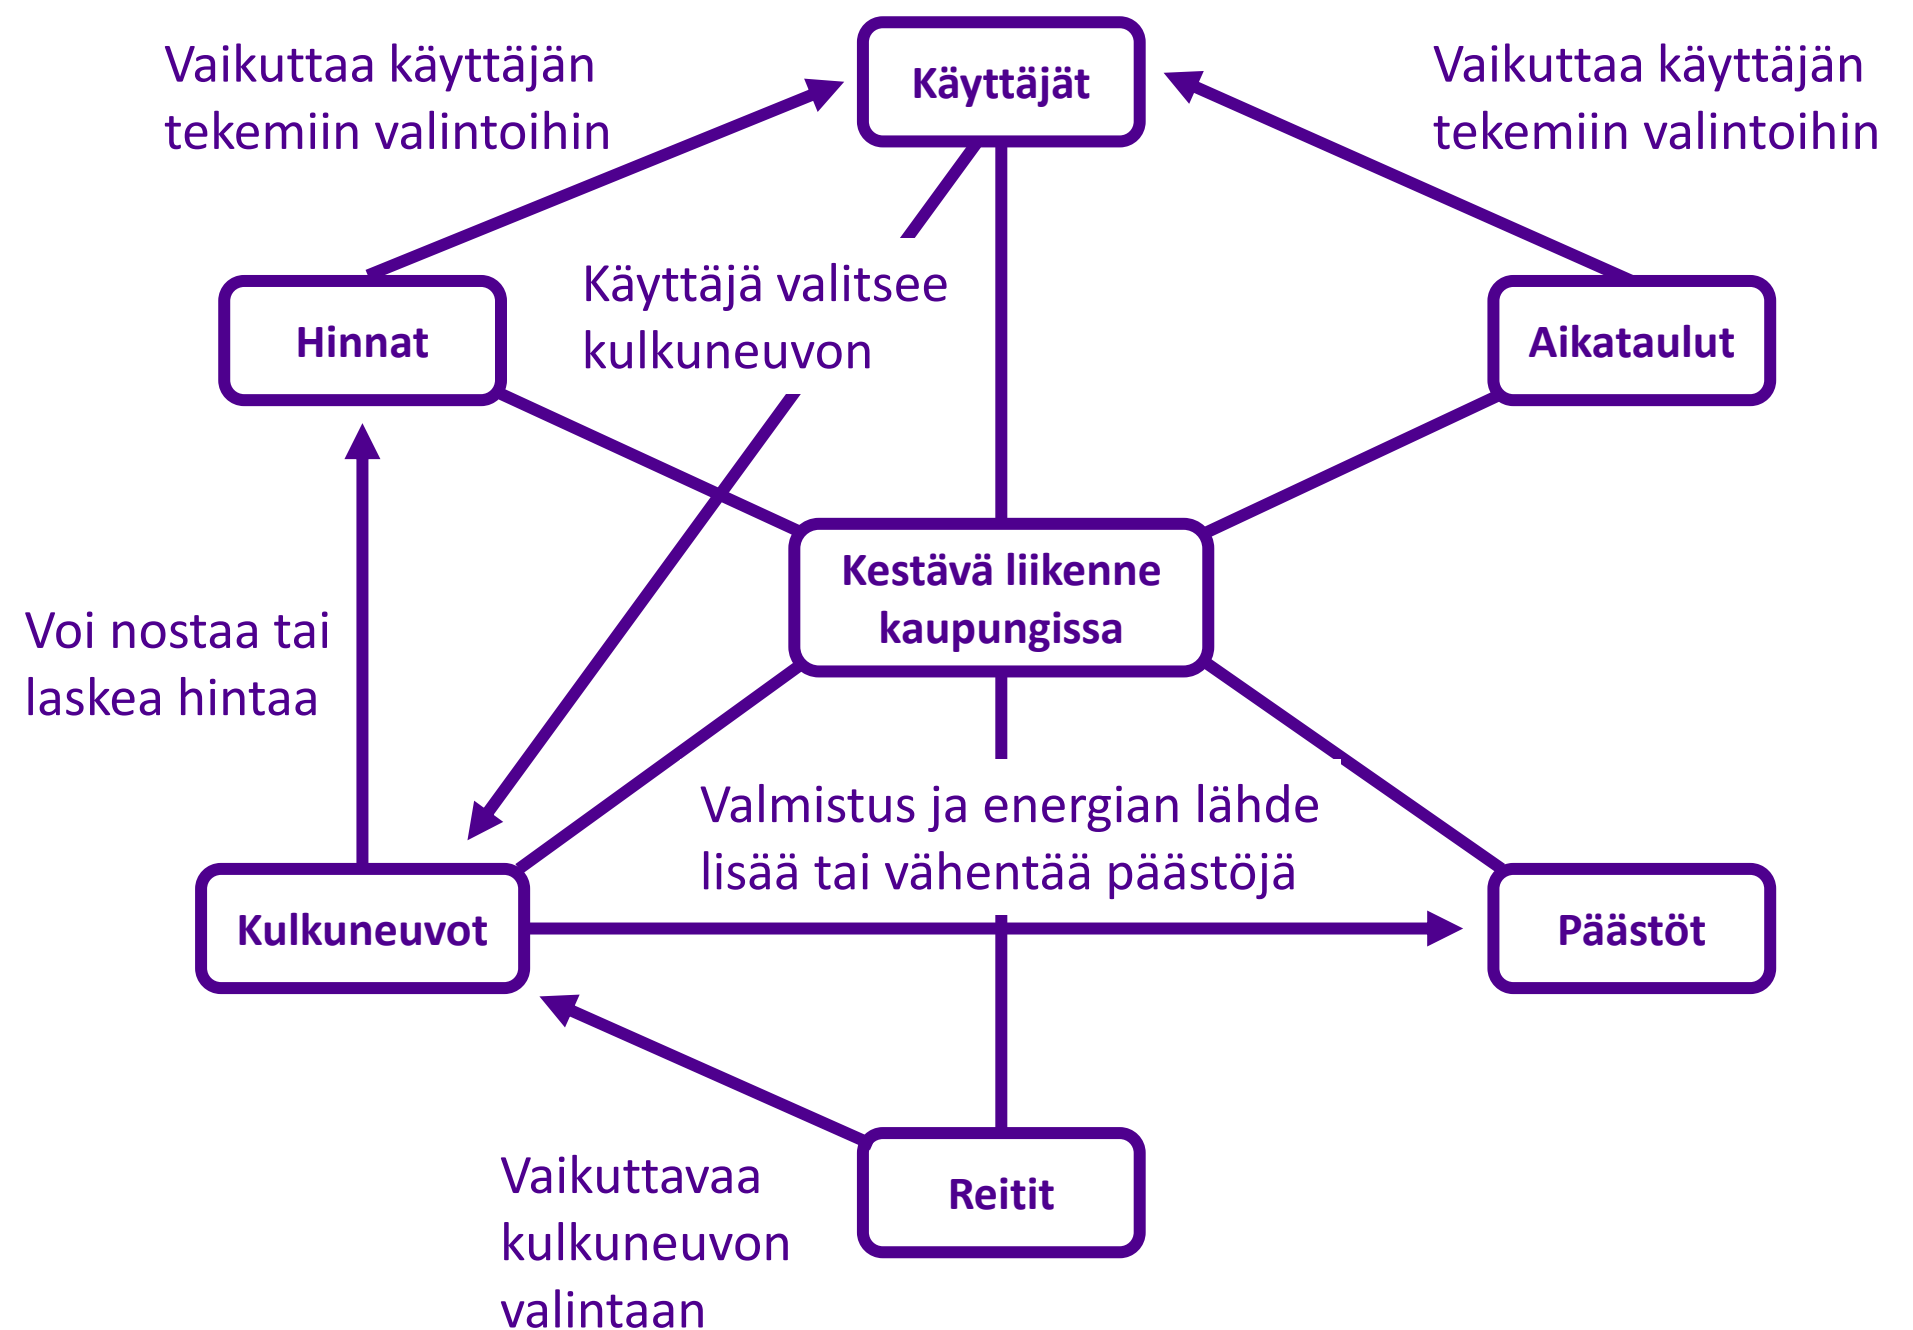 Vaikuttaa käyttäjän
tekemiin valintoihin
Käyttäjät
Vaikuttaa käyttäjän
tekemiin valintoihin
Käyttäjä valitsee
kulkuneuvon
Hinnat
Aikataulut
Kestävä liikenne
kaupungissa
Voi nostaa tai
laskea hintaa
Valmistus ja energian lähde
lisää tai vähentää päästöjä
Kulkuneuvot
Päästöt
Vaikuttavaa
kulkuneuvon
valintaan
Reitit